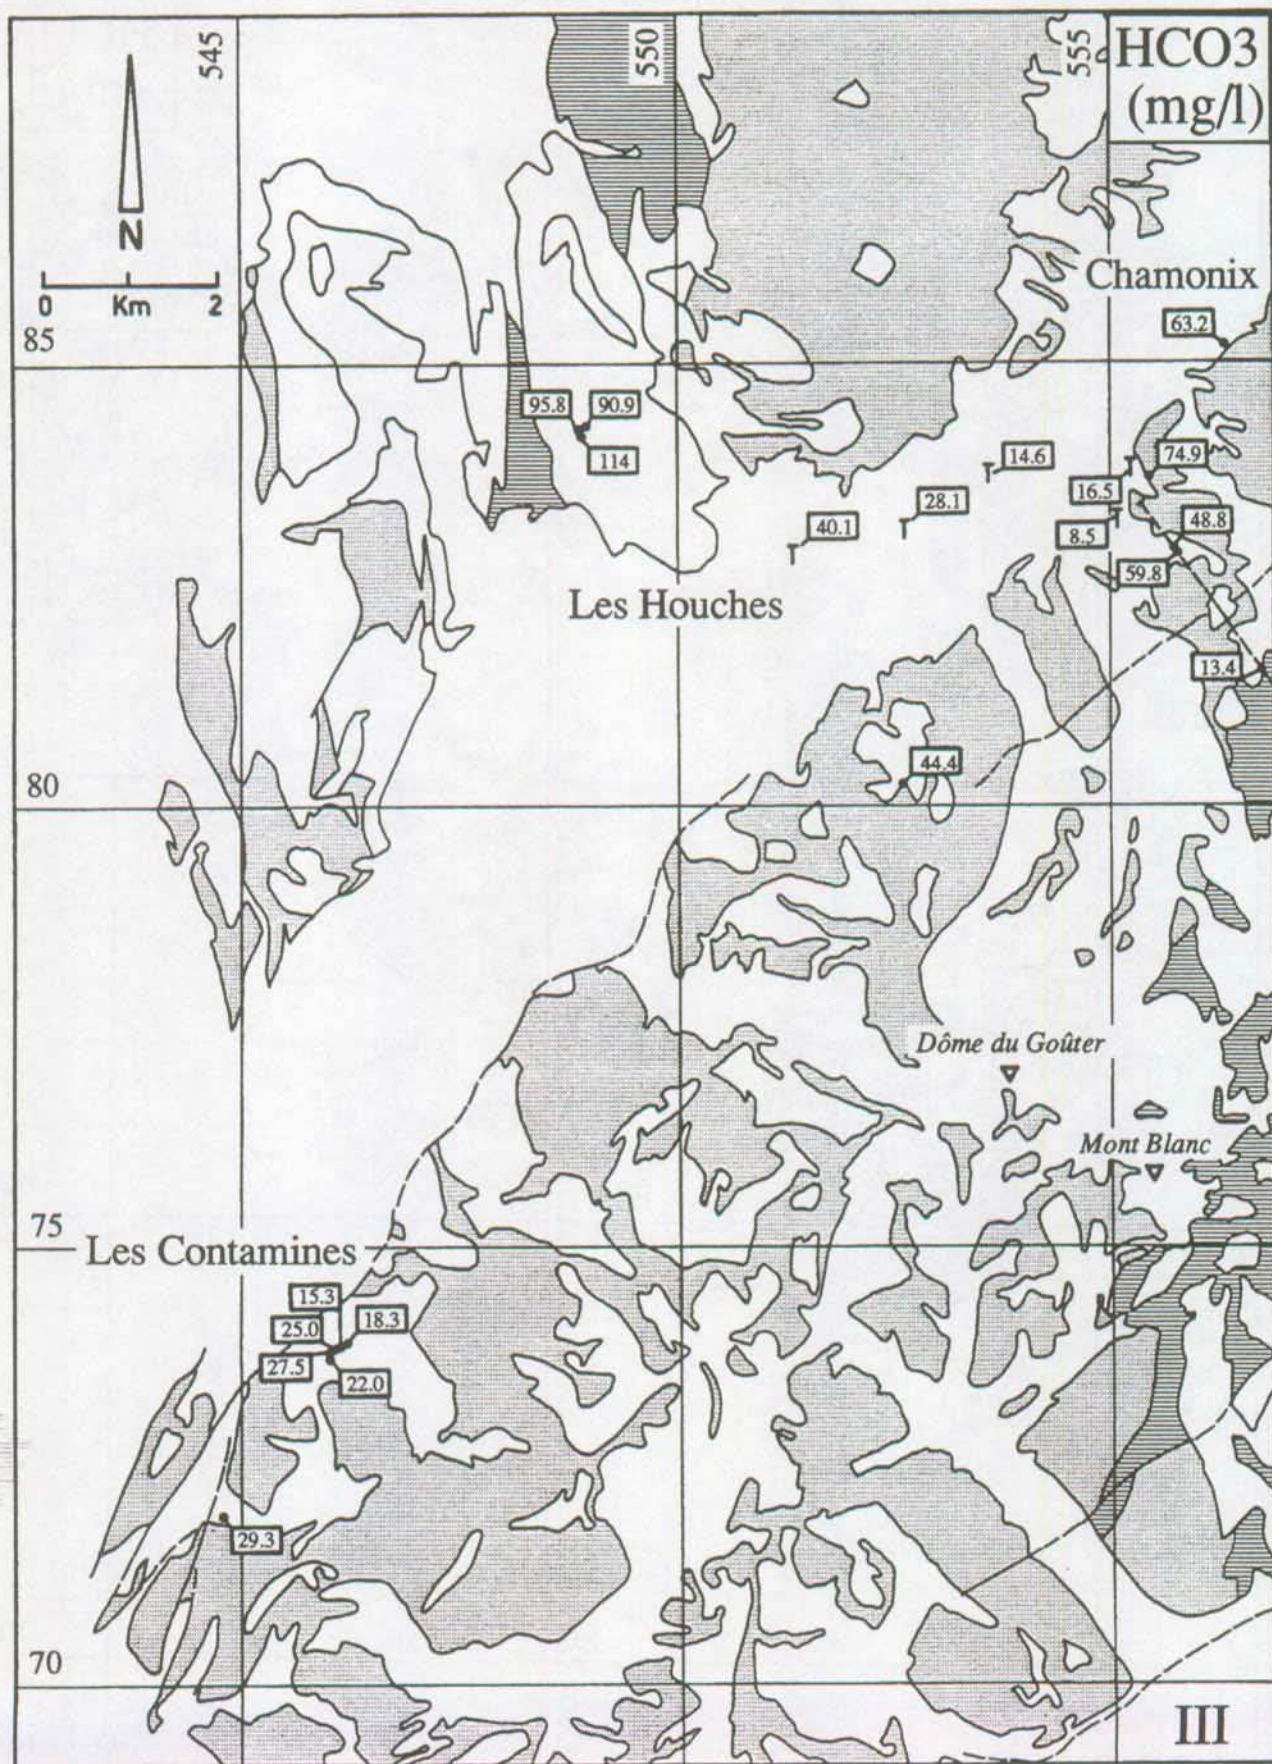 545
550
555
HCO3
(mg/l)
N
0 Km 2
Chamonix
63.2
85
95.8
90.9
114
14.6
74.9
16.5
28.1
40.1
8.5
48.8
59.8
Les Houches
13.4
44.4
80
Dôme du Goûter
Mont Blanc
75
Les Contamines
15.3
18.3
25.0
27.5
22.0
29.3
70
III